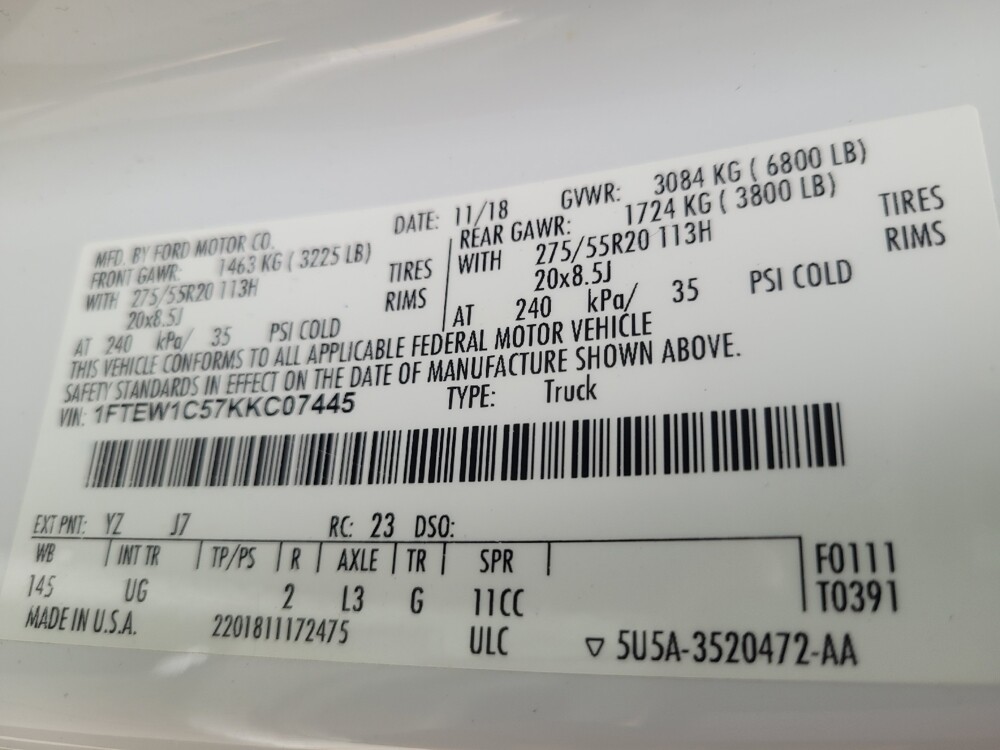 MFD. BY FORD MOTOR CO. DATE: 11/18 GVWR: 3084 KG ( 6800 LB)
FRONT GAWR: 1463 KG ( 3225 LB) REAR GAWR: 1724 KG ( 3800 LB)
WITH 275/55R20 113H TIRES WITH 275/55R20 113H TIRES
20x8.5J RIMS 20x8.5J RIMS
AT 240 kPa/ 35 PSI COLD AT 240 kPa/ 35 PSI COLD
THIS VEHICLE CONFORMS TO ALL APPLICABLE FEDERAL MOTOR VEHICLE
SAFETY STANDARDS IN EFFECT ON THE DATE OF MANUFACTURE SHOWN ABOVE.
VIN: 1FTEW1C57KKC07445 TYPE: Truck
EXT PNT: YZ J7 RC: 23 DSO:
WB INT TR TP/PS R AXLE TR SPR F0111
145 UG 2 L3 G 11CC T0391
MADE IN U.S.A. 2201811172475 ULC ▽ 5U5A-3520472-AA